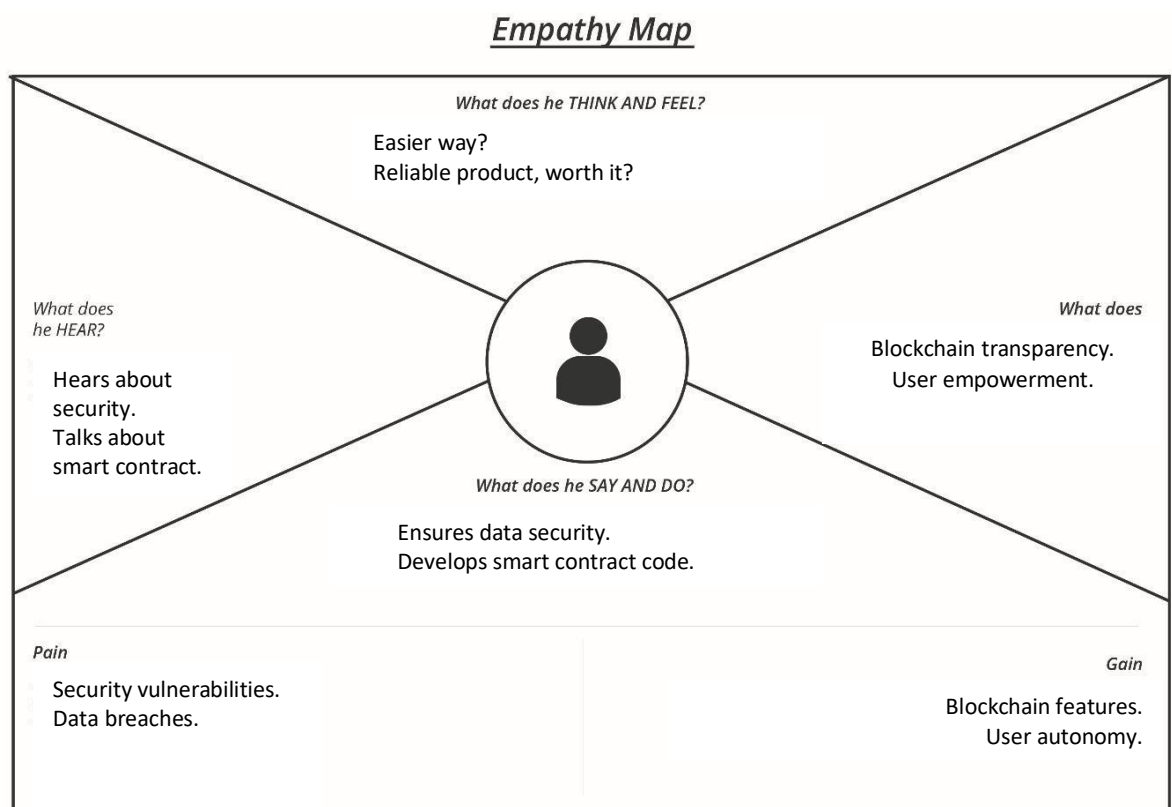 Empathy Map
What does he THINK AND FEEL?
Easier way?
Reliable product, worth it?
What does
he HEAR?
Hears about
security.
Talks about
smart contract.
What does
Blockchain transparency.
User empowerment.
What does he SAY AND DO?
Ensures data security.
Develops smart contract code.
Pain
Security vulnerabilities.
Data breaches.
Gain
Blockchain features.
User autonomy.